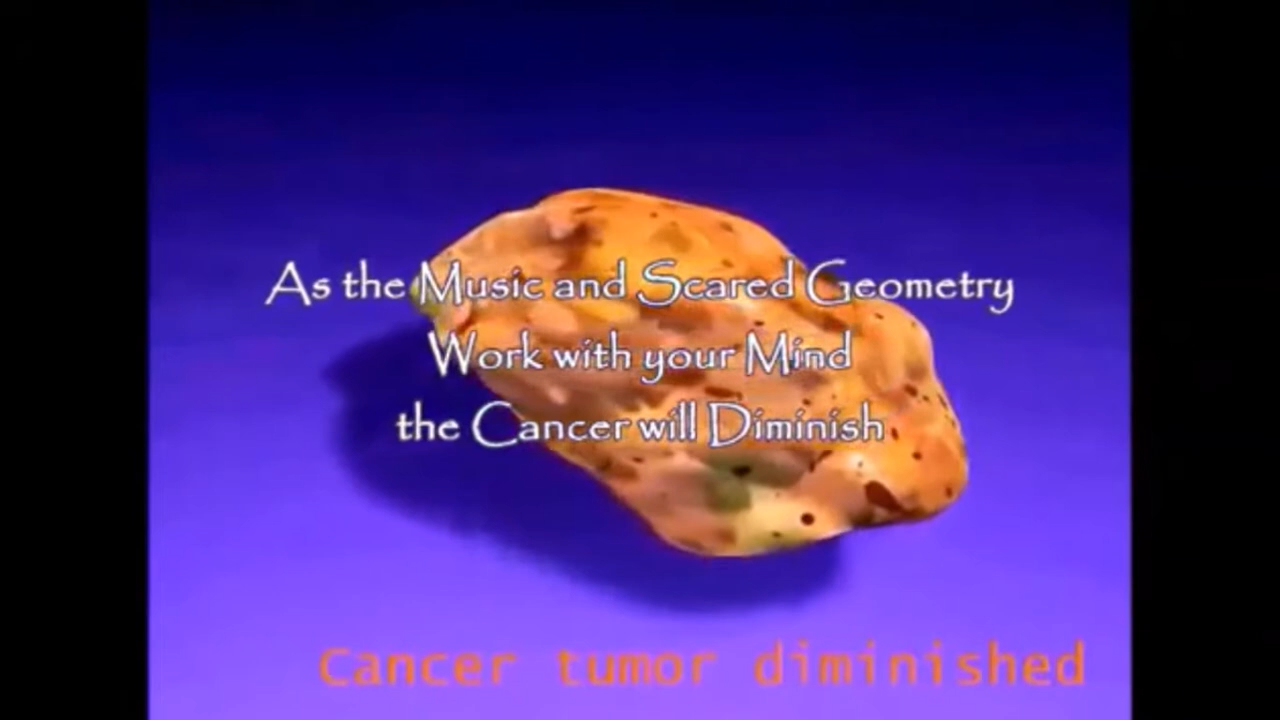 As the Music and Scared Geometry
Work with your Mind
the Cancer will Diminish
Cancer tumor diminished